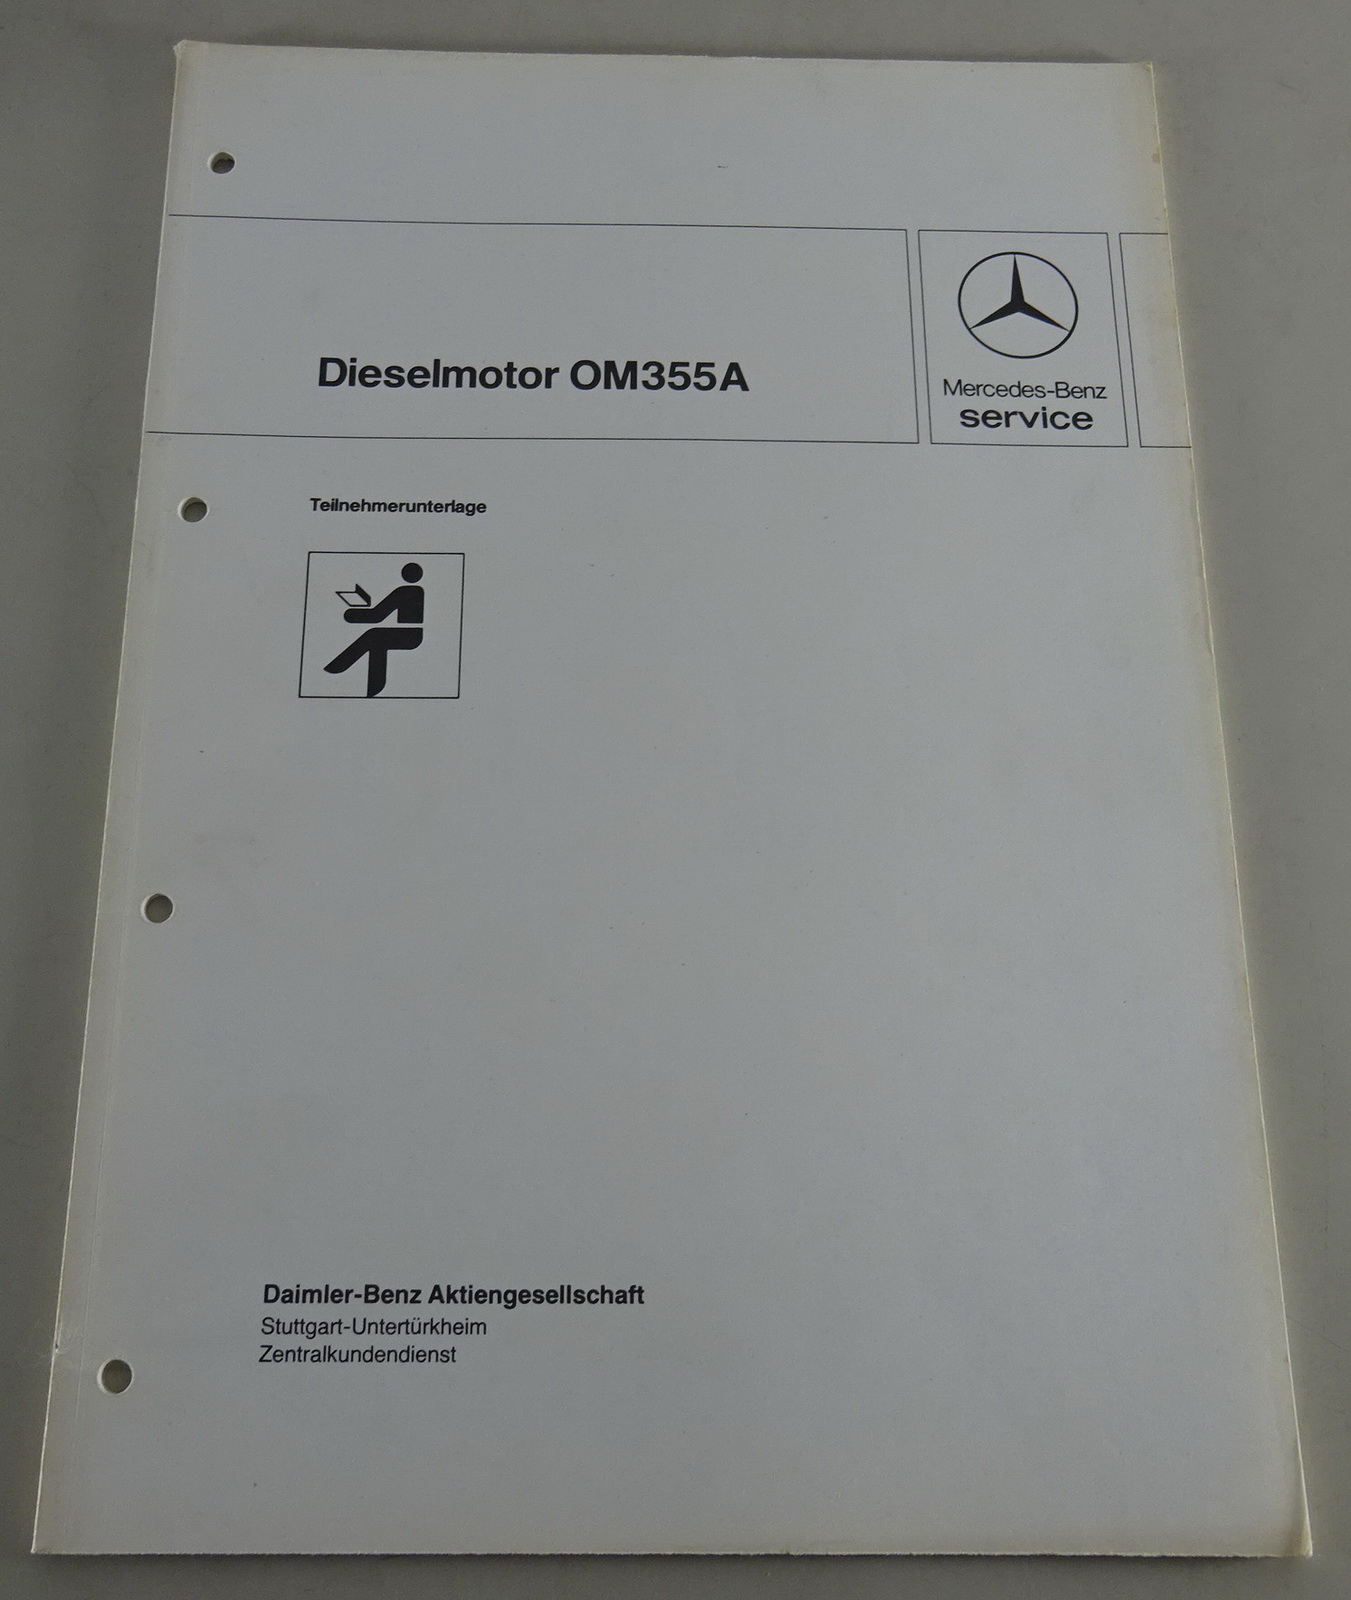 Dieselmotor OM355A
Mercedes-Benz
service
Teilnehmerunterlage
Daimler-Benz Aktiengesellschaft
Stuttgart-Untertürkheim
Zentralkundendienst